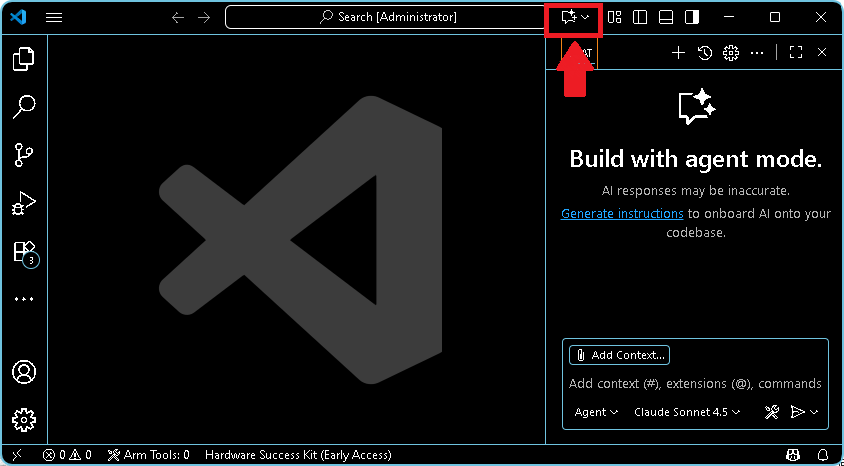 Search [Administrator]
AT
Build with agent mode.
AI responses may be inaccurate.
Generate instructions to onboard AI onto your
codebase.
3
Add Context...
Add context (#), extensions (@), commands
Agent
Claude Sonnet 4.5
0 0 Arm Tools: 0 Hardware Success Kit (Early Access)